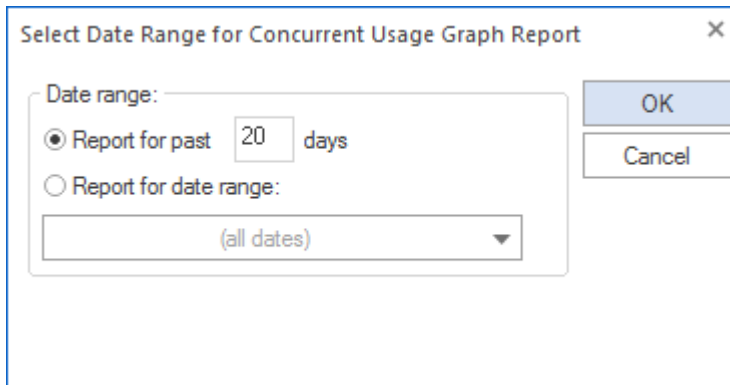 Select Date Range for Concurrent Usage Graph Report
Date range:
Report for past 20 days
Report for date range:
(all dates)
OK
Cancel